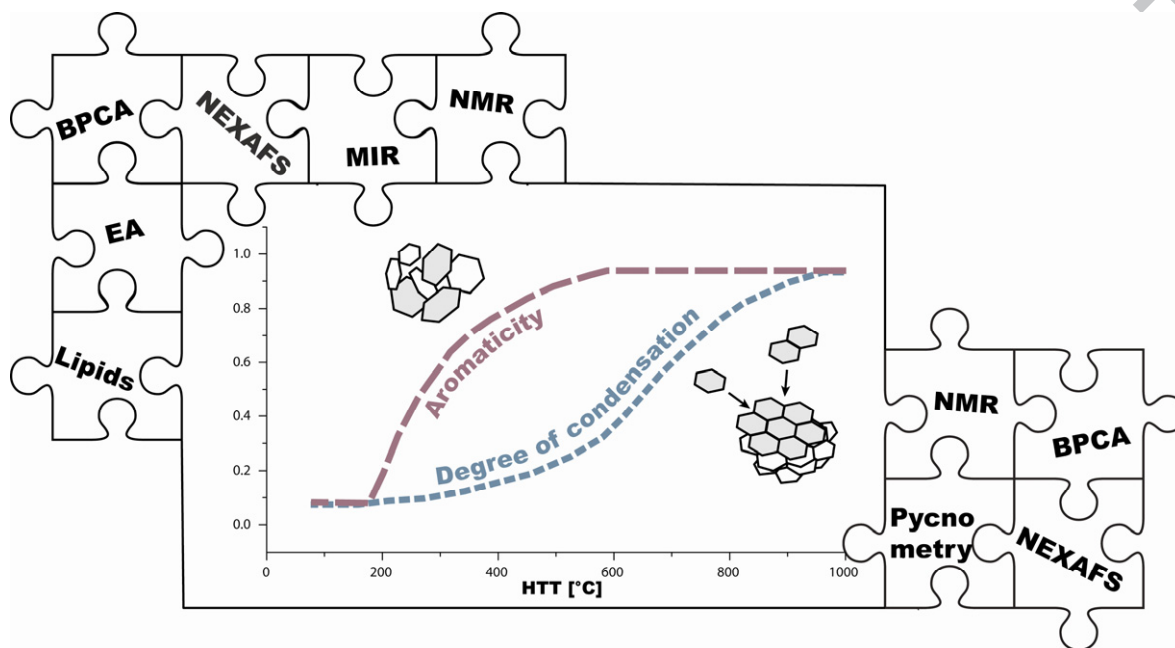 BPCA
NEXAFS
MIR
NMR
EA
Lipids
1.0
0.8
0.6
0.4
0.2
0.0
Aromaticity
Degree of condensation
0
200
400
600
800
1000
HTT [°C]
NMR
BPCA
Pycno
metry
NEXAFS